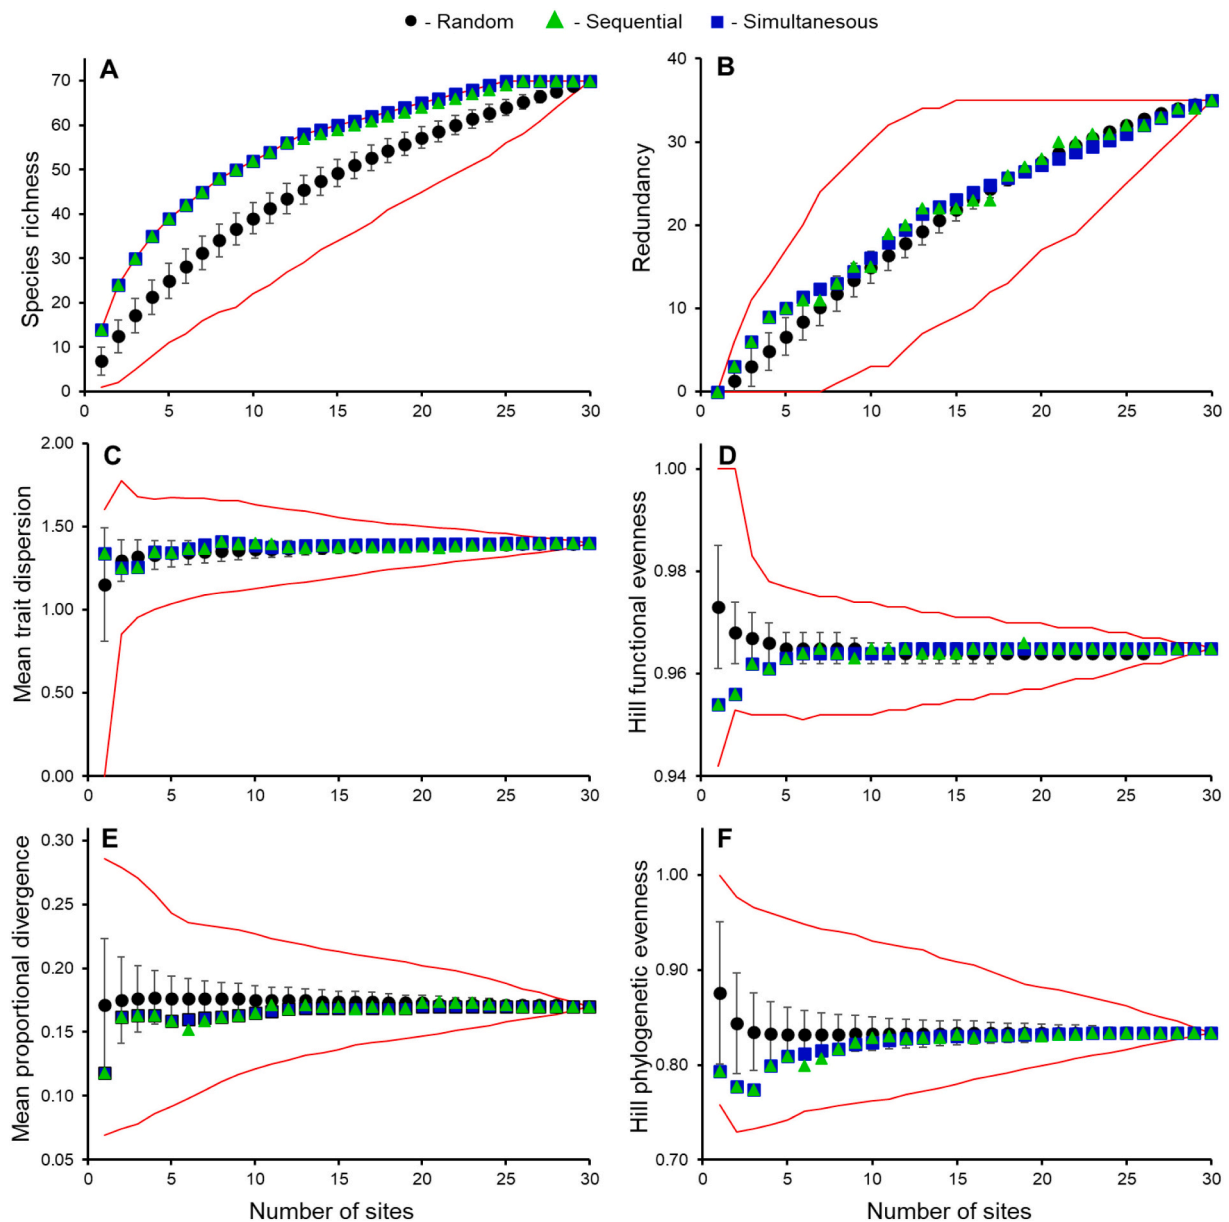 - Random - Sequential - Simultanesous
A
Species richness
70
60
50
40
30
20
10
0
0 5 10 15 20 25 30
B
Redundancy
40
30
20
10
0
0 5 10 15 20 25 30
C
Mean trait dispersion
2.00
1.50
1.00
0.50
0.00
0 5 10 15 20 25 30
D
Hill functional evenness
1.00
0.98
0.96
0.94
0 5 10 15 20 25 30
E
Mean proportional divergence
0.30
0.25
0.20
0.15
0.10
0.05
0 5 10 15 20 25 30
Number of sites
F
Hill phylogenetic evenness
1.00
0.90
0.80
0.70
0 5 10 15 20 25 30
Number of sites